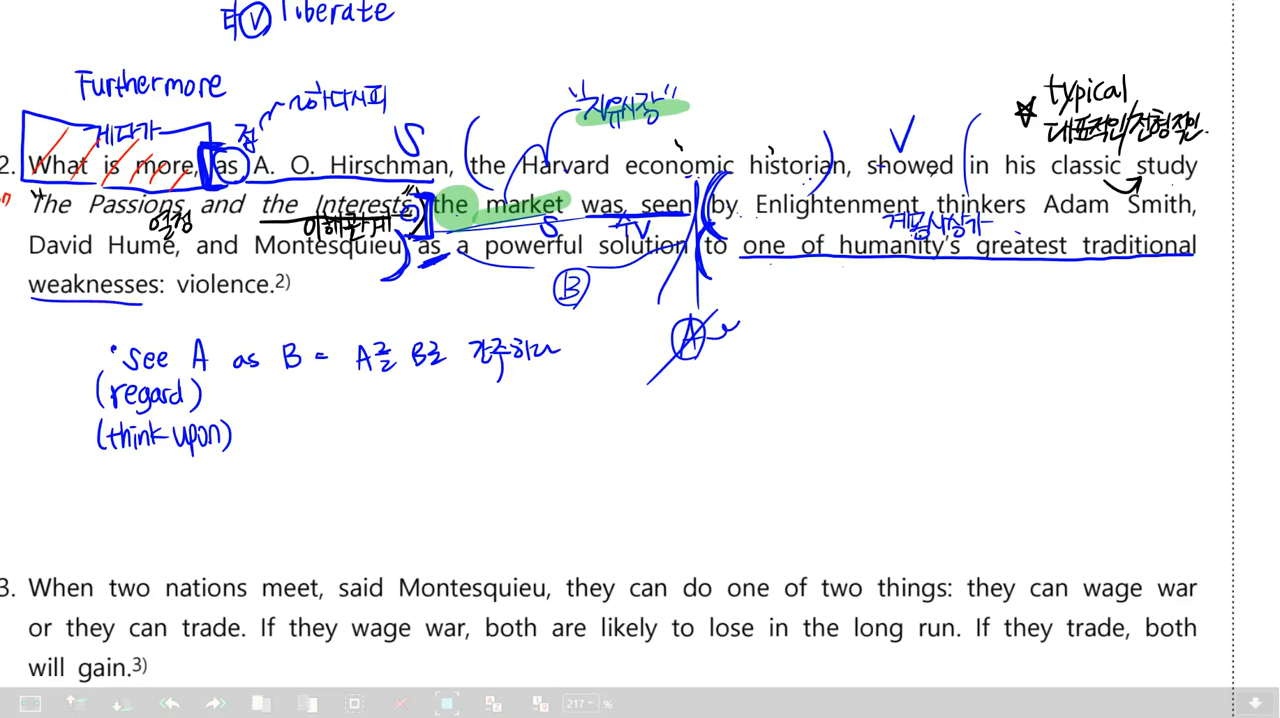 타 Ⓥ liberate
Furthermore
게다가
접
~하다시피
S
"자유시장"
V
typical
대표적인/전형적인
2. What is more, as A. O. Hirschman, the Harvard economic historian, showed in his classic study
The Passions and the Interests, the market was seen by Enlightenment thinkers Adam Smith,
열정
이해관계
S
V
계몽사상가
David Hume, and Montesquieu as a powerful solution to one of humanity's greatest traditional
weaknesses: violence.2)
B
A
· see A as B = A를 B로 간주하다
(regard)
(think upon)
3. When two nations meet, said Montesquieu, they can do one of two things: they can wage war
or they can trade. If they wage war, both are likely to lose in the long run. If they trade, both
will gain.3)
217 %